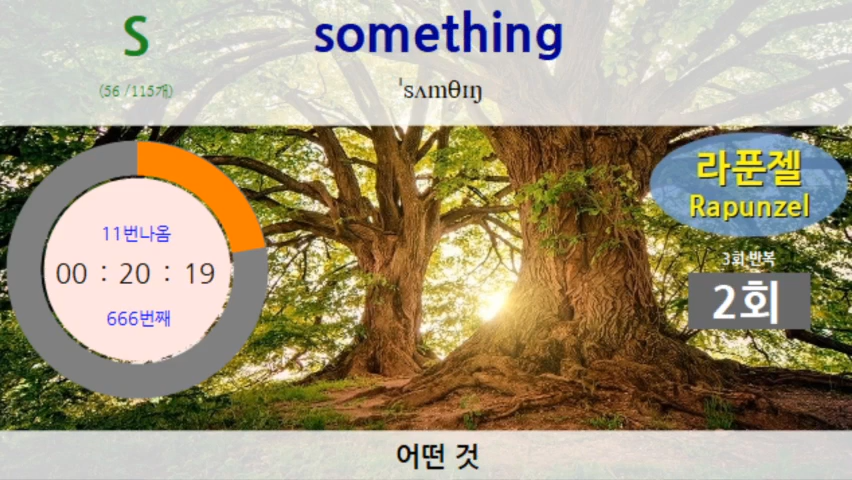 S
something
(56 /115개)
ˈsʌmθɪŋ
라푼젤
Rapunzel
11번나옴
00 : 20 : 19
666번째
3회 반복
2회
어떤 것